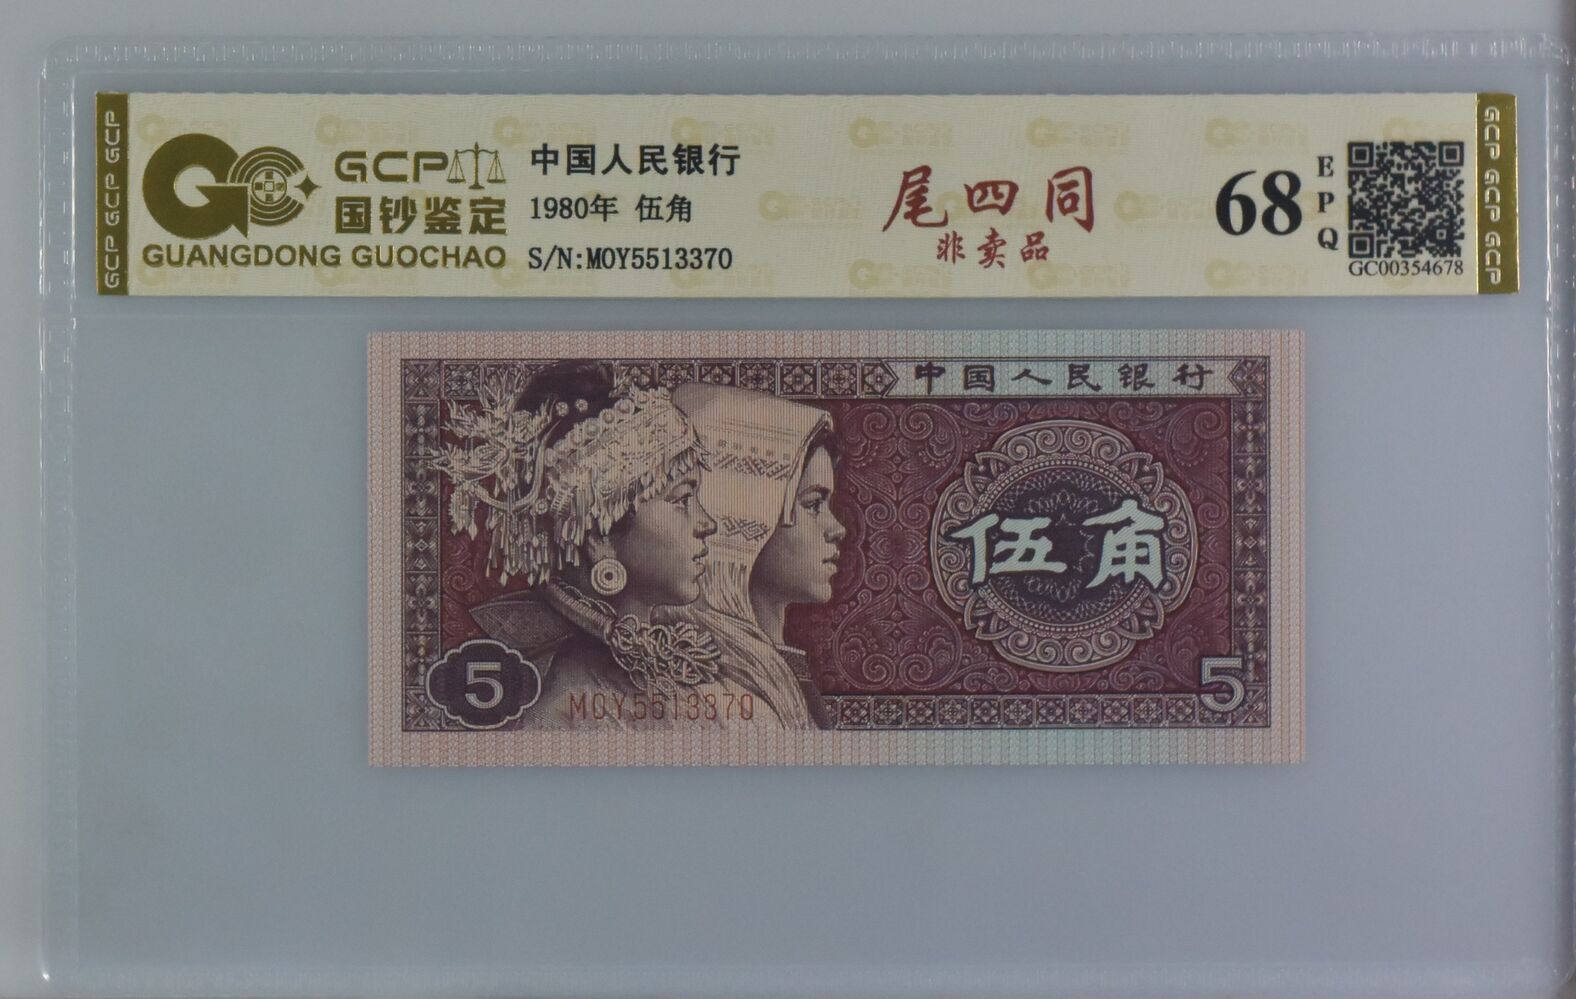 GCP
国钞鉴定
GUANGDONG GUOCHAO
中国人民银行
1980年 伍角
S/N:MOY5513370
尾四同
非卖品
68
EPQ
GC00354678
GCP GCP GCP
GCP GCP GCP
中国人民银行
伍角
5
MOY5513370
5